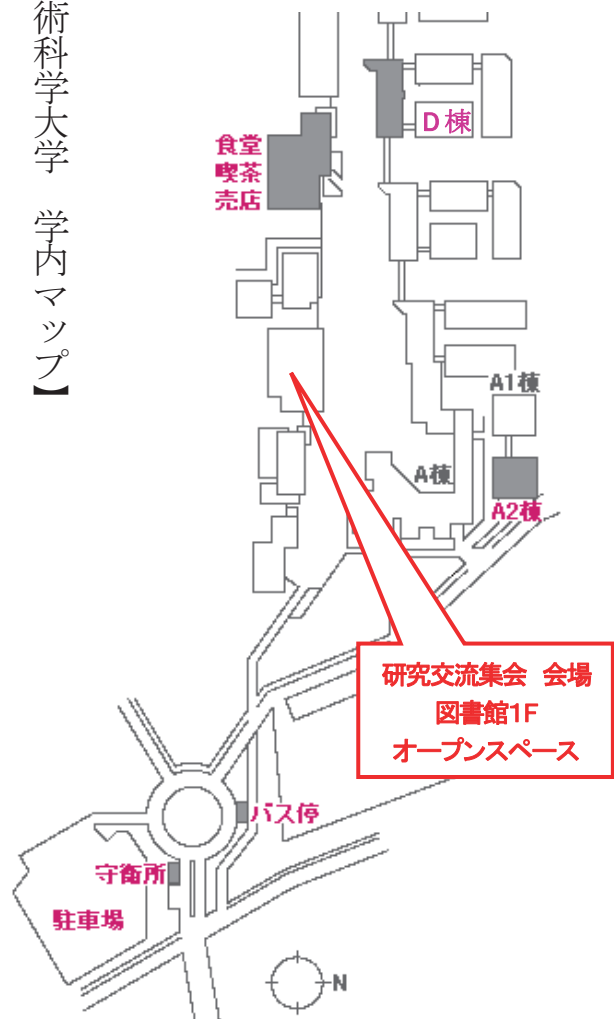 術科学大学 学内マップ】
食堂
喫茶
売店
D棟
A1棟
A棟
A2棟
研究交流集会 会場
図書館1F
オープンスペース
バス停
守衛所
駐車場
N